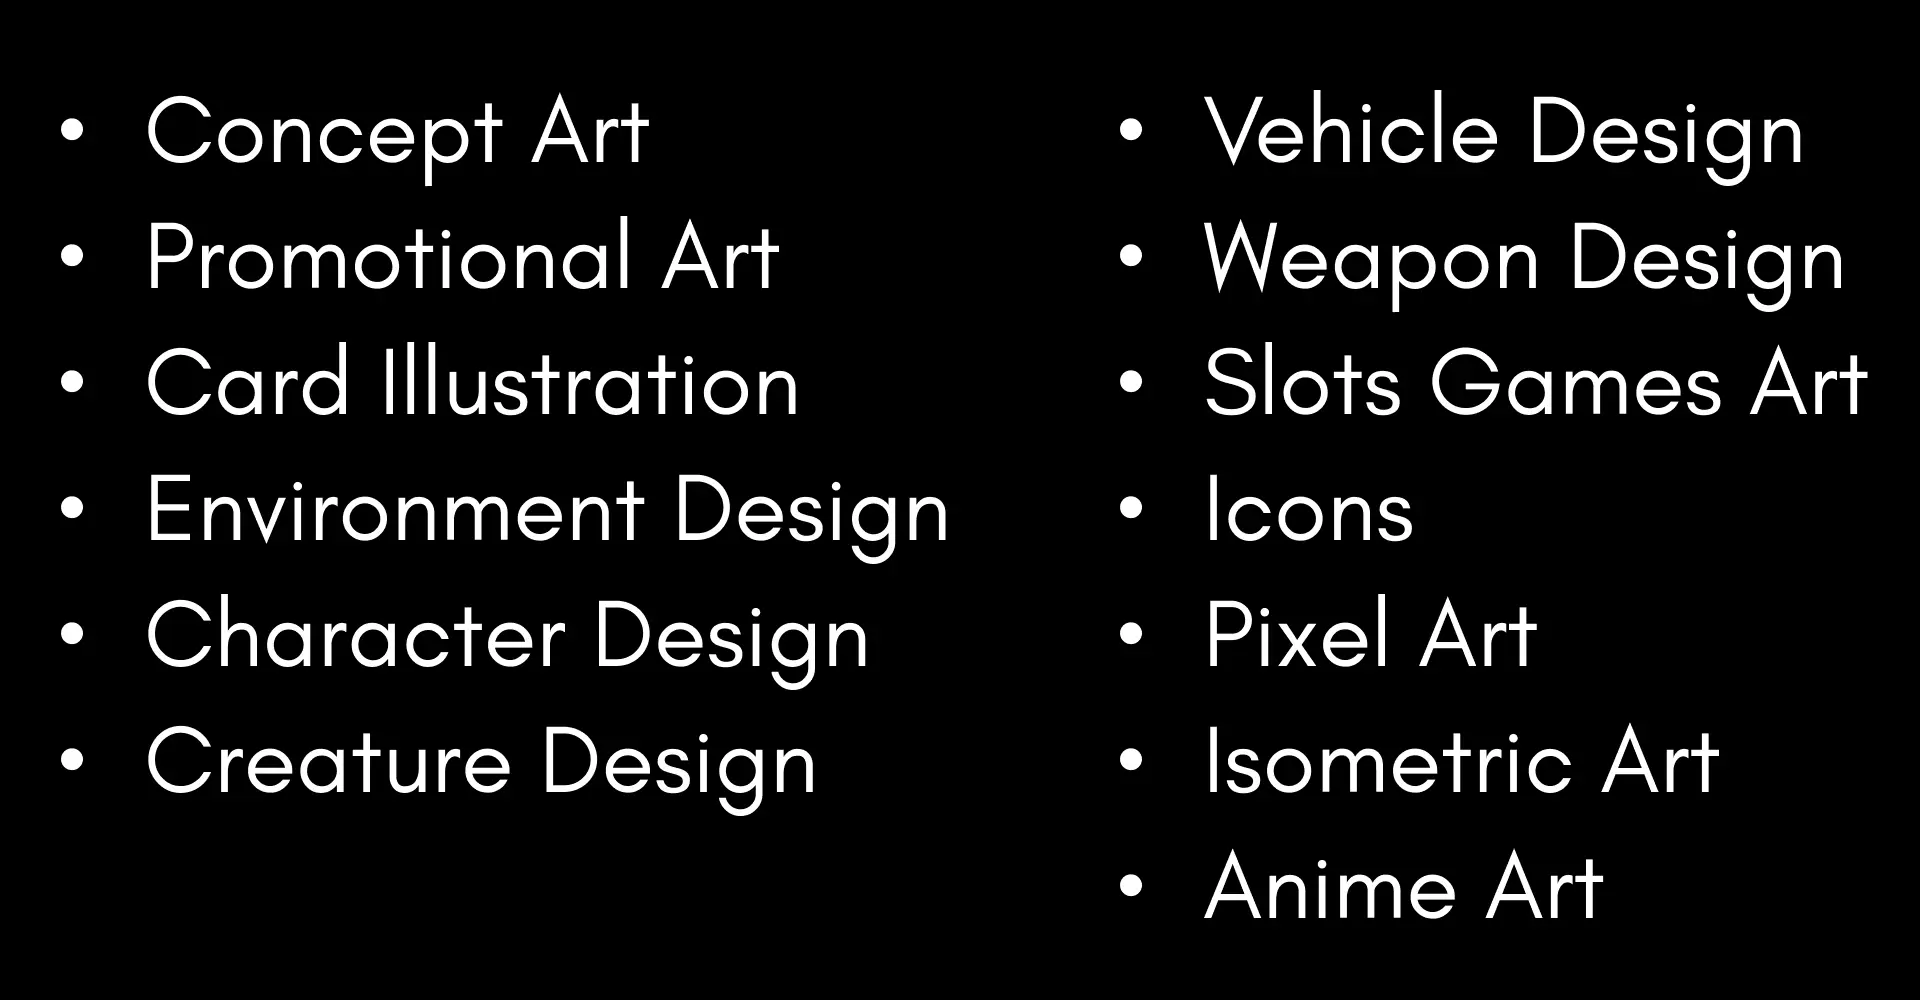 • Concept Art
• Promotional Art
• Card Illustration
• Environment Design
• Character Design
• Creature Design
• Vehicle Design
• Weapon Design
• Slots Games Art
• Icons
• Pixel Art
• Isometric Art
• Anime Art